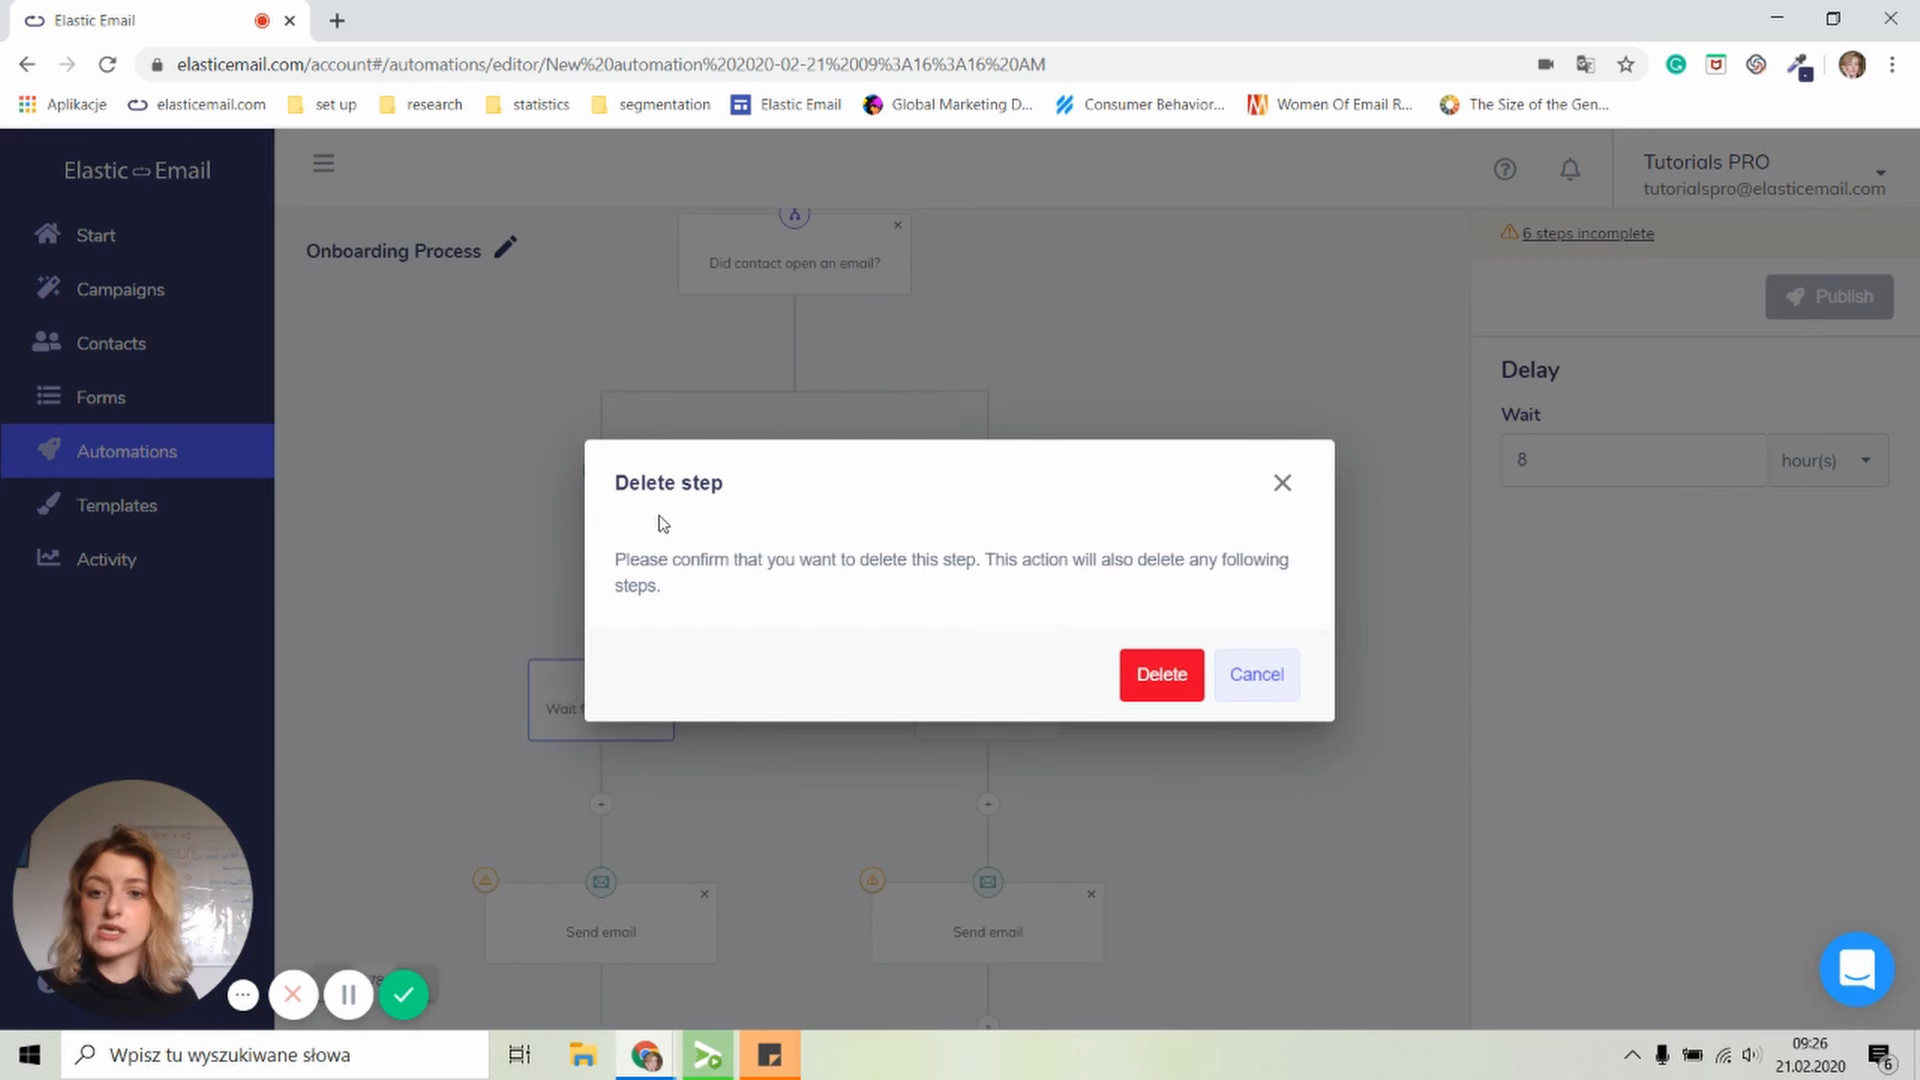 Elastic Email
elasticemail.com/account#/automations/editor/New%20automation%202020-02-21%2009%3A16%3A16%20AM
Aplikacje
elasticemail.com
set up
research
statistics
segmentation
Elastic Email
Global Marketing D...
Consumer Behavior...
Women Of Email R...
The Size of the Gen...
Elastic Email
Tutorials PRO
tutorialspro@elasticemail.com
Start
Campaigns
Contacts
Forms
Automations
Templates
Activity
Onboarding Process
Did contact open an email?
6 steps incomplete
Publish
Delay
Wait
8
hour(s)
Delete step
Please confirm that you want to delete this step. This action will also delete any following
steps.
Delete
Cancel
Wait
Send email
Send email
Wpisz tu wyszukiwane słowa
09:26
21.02.2020
6